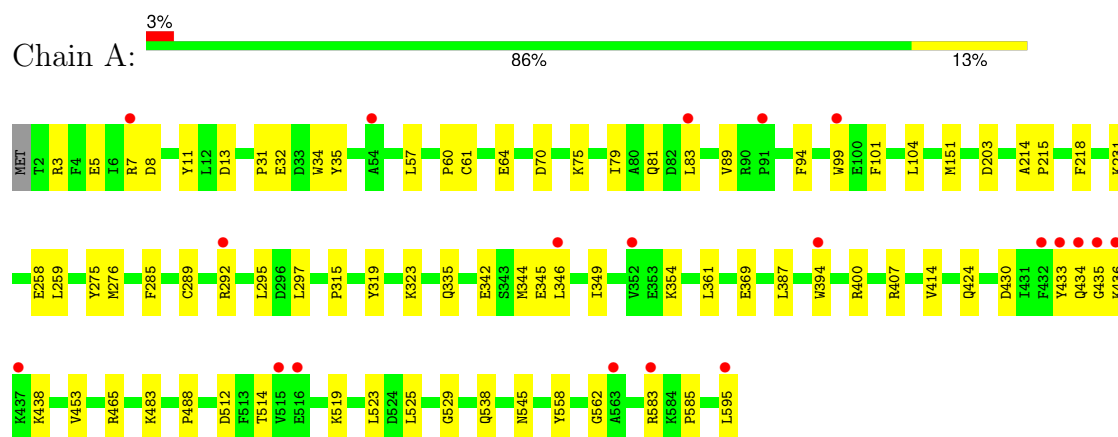 3%
Chain A:
86% 13%
MET T2 R3 F4 E5 I6 R7 D8 Y11 L12 D13 P31 E32 D33 W34 Y35 A54 L57 P60 C61 E64 D70 K75 I79 A80 Q81 D82 L83 V89 R90 P91 F94 W99 E100 F101 L104 M151 D203 A214 P215 F218
E258 L259 Y275 M276 F285 C289 R292 L295 D296 L297 P315 Y319 K323 Q335 E342 S343 M344 E345 L346 I349 V352 E353 K354 L361 E369 L387 W394 R400 R407 V414 Q424 D430 I431 F432 Y433 Q434 G435 K436
K437 K438 V453 R465 K483 P488 D512 F513 T514 V515 E516 K519 L523 D524 L525 G529 Q538 N545 Y558 G562 A563 R583 K584 P585 L595